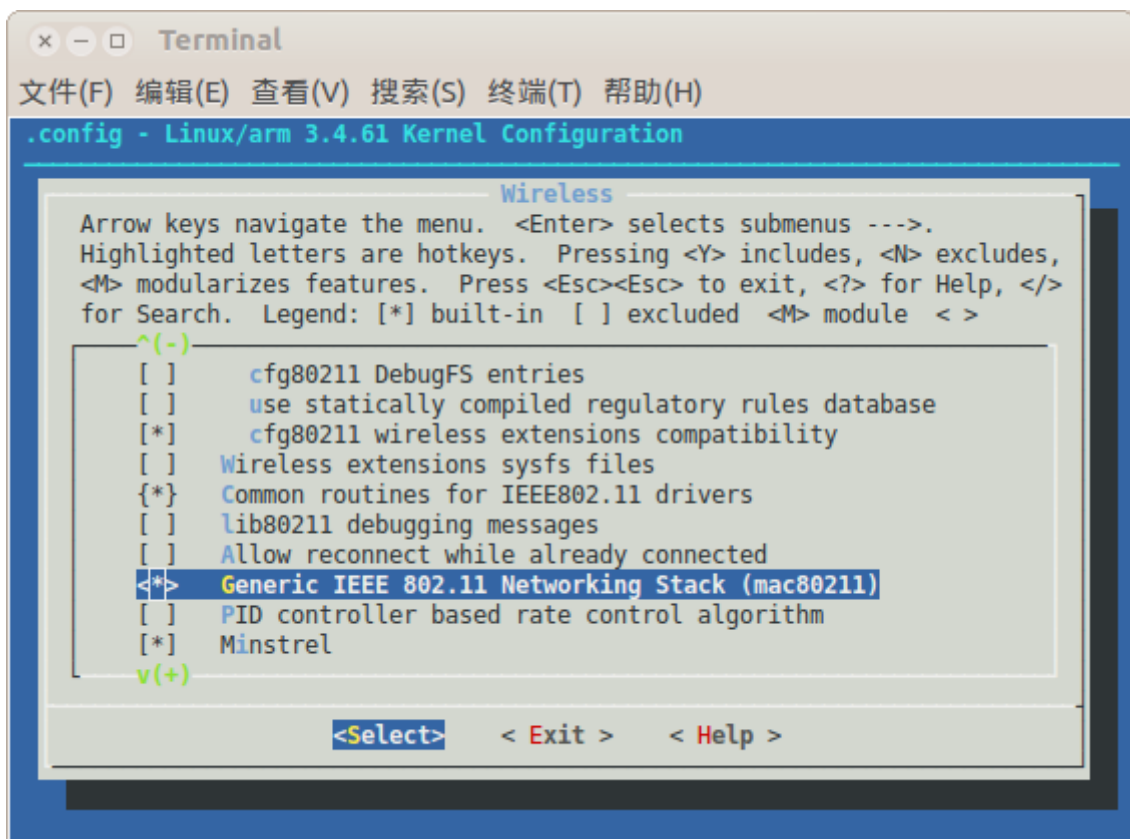 Terminal
文件(F) 编辑(E) 查看(V) 搜索(S) 终端(T) 帮助(H)
.config - Linux/arm 3.4.61 Kernel Configuration
Wireless
Arrow keys navigate the menu.  <Enter> selects submenus --->.
Highlighted letters are hotkeys.  Pressing <Y> includes, <N> excludes,
<M> modularizes features.  Press <Esc><Esc> to exit, <?> for Help, </>
for Search.  Legend: [*] built-in  [ ] excluded  <M> module  < >
^(-)
[ ]     cfg80211 DebugFS entries
[ ]     use statically compiled regulatory rules database
[*]     cfg80211 wireless extensions compatibility
[ ]   Wireless extensions sysfs files
{*}   Common routines for IEEE802.11 drivers
[ ]   lib80211 debugging messages
[ ]   Allow reconnect while already connected
<*>   Generic IEEE 802.11 Networking Stack (mac80211)
[ ]   PID controller based rate control algorithm
[*]   Minstrel
v(+)
<Select>    < Exit >    < Help >